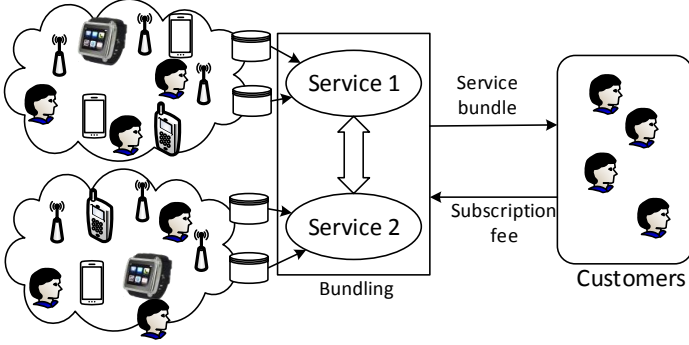 Service 1
Service
bundle
Service 2
Subscription
fee
Bundling
Customers